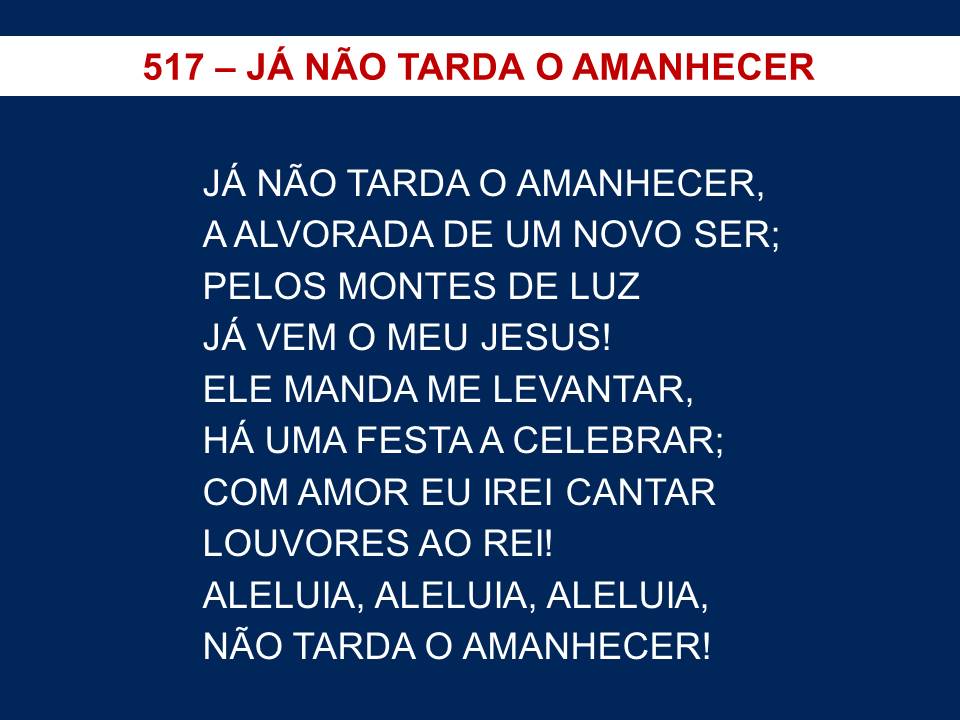 517 – JÁ NÃO TARDA O AMANHECER
JÁ NÃO TARDA O AMANHECER,
A ALVORADA DE UM NOVO SER;
PELOS MONTES DE LUZ
JÁ VEM O MEU JESUS!
ELE MANDA ME LEVANTAR,
HÁ UMA FESTA A CELEBRAR;
COM AMOR EU IREI CANTAR
LOUVORES AO REI!
ALELUIA, ALELUIA, ALELUIA,
NÃO TARDA O AMANHECER!